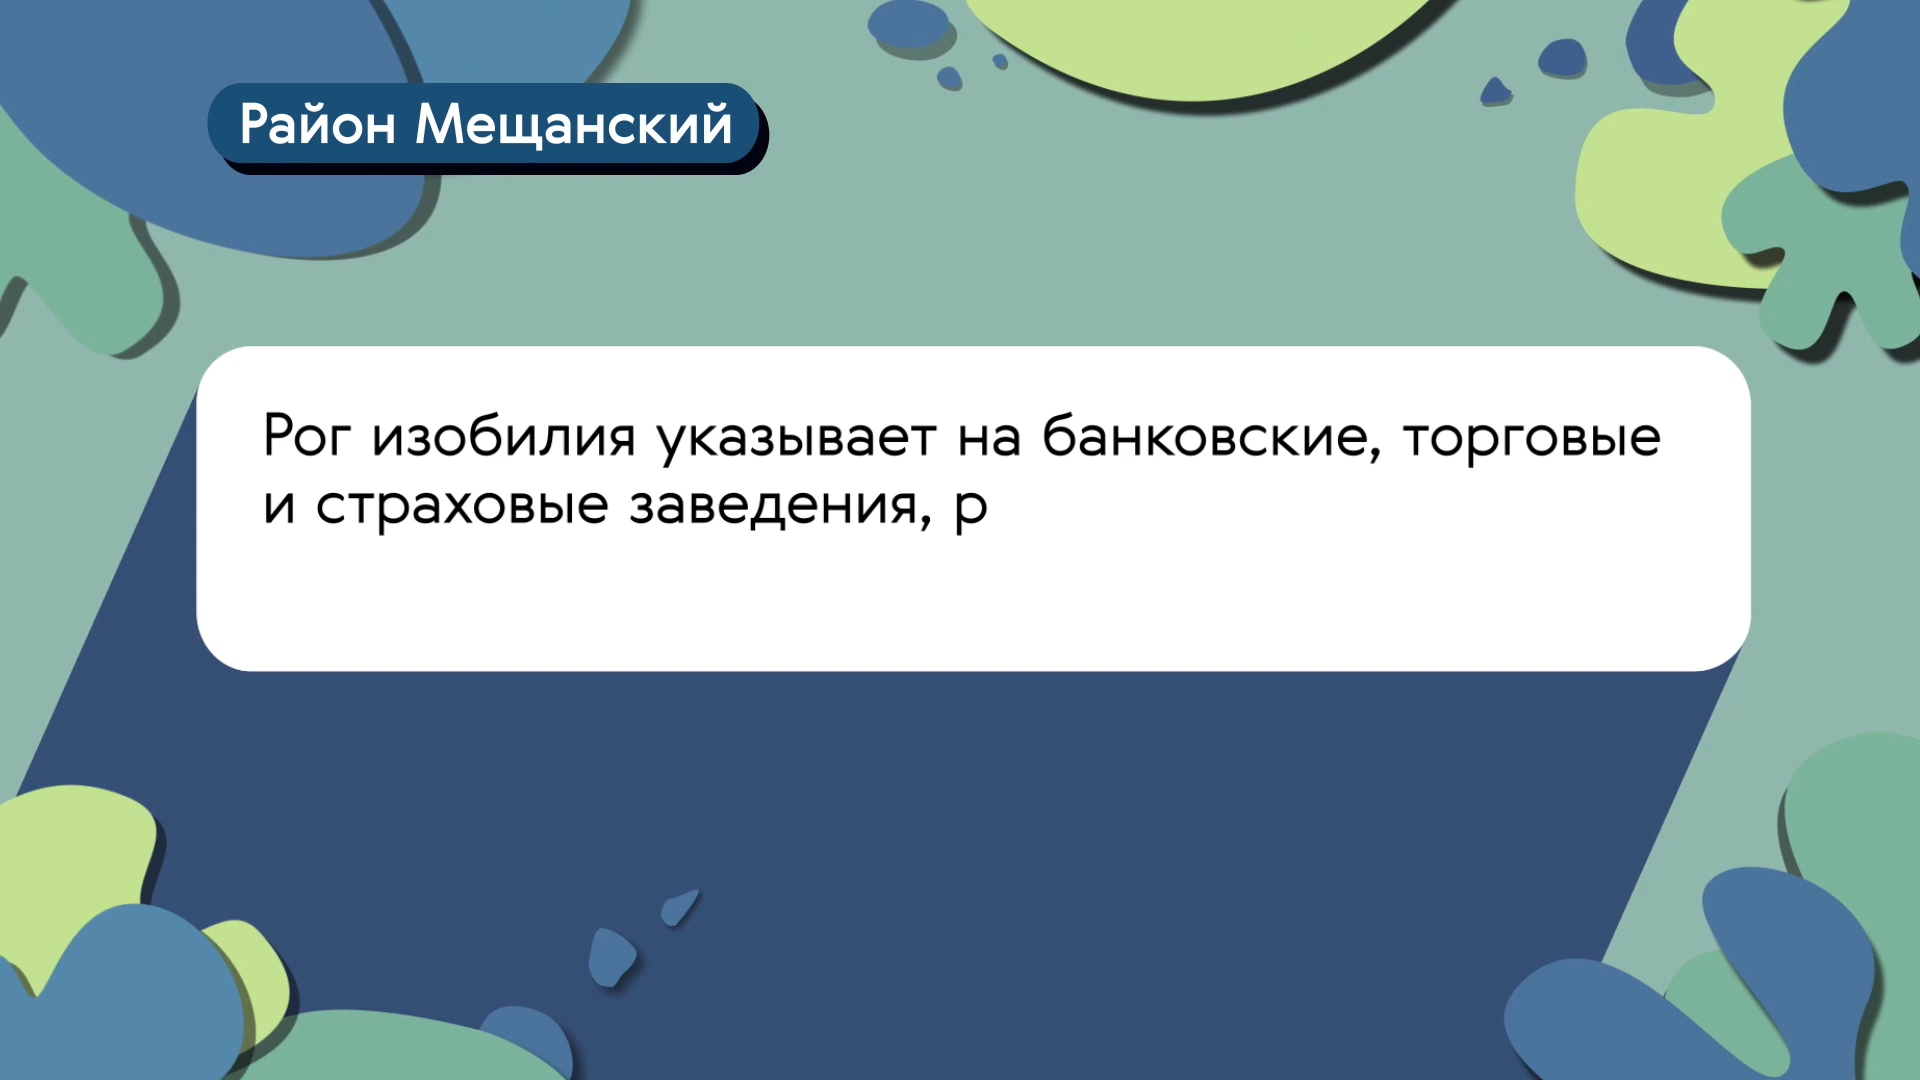 Район Мещанский
Рог изобилия указывает на банковские, торговые
и страховые заведения, р